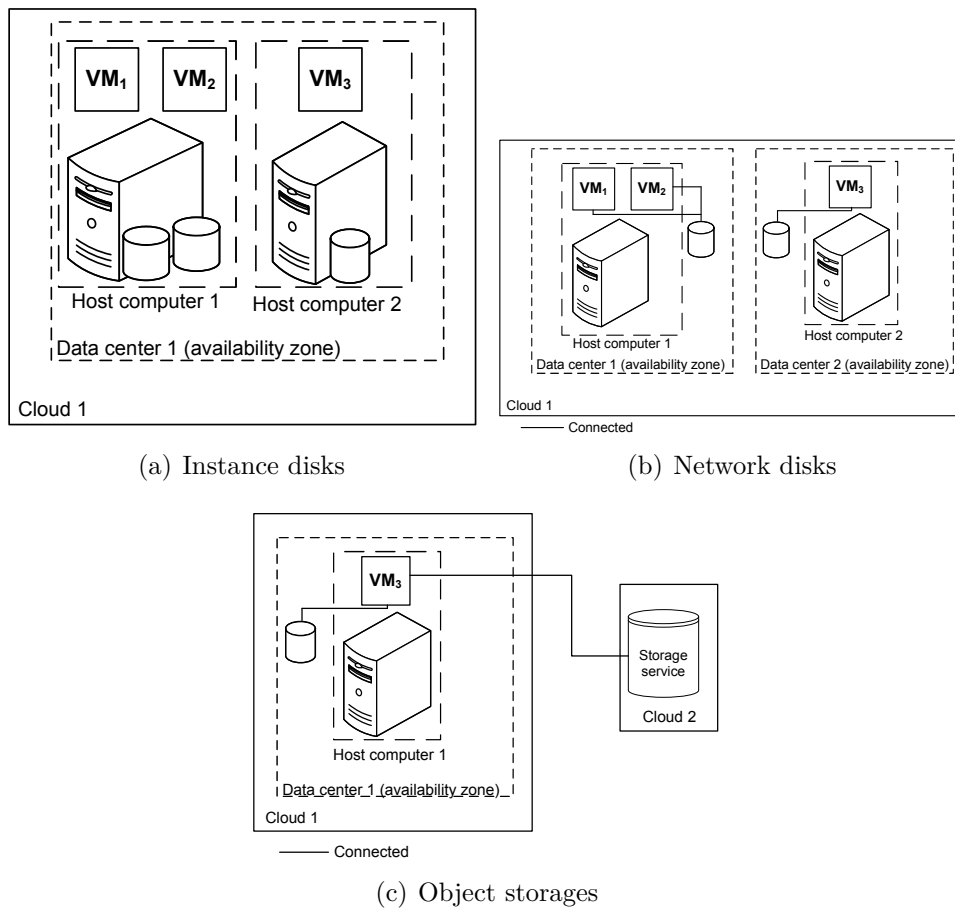 VM₁
VM₂
VM₃
Host computer 1
Host computer 2
Data center 1 (availability zone)
Cloud 1
(a) Instance disks
VM₁
VM₂
VM₃
Host computer 1
Host computer 2
Data center 1 (availability zone)
Data center 2 (availability zone)
Cloud 1
Connected
(b) Network disks
VM₃
Storage
service
Cloud 2
Host computer 1
Data center 1 (availability zone)
Cloud 1
Connected
(c) Object storages